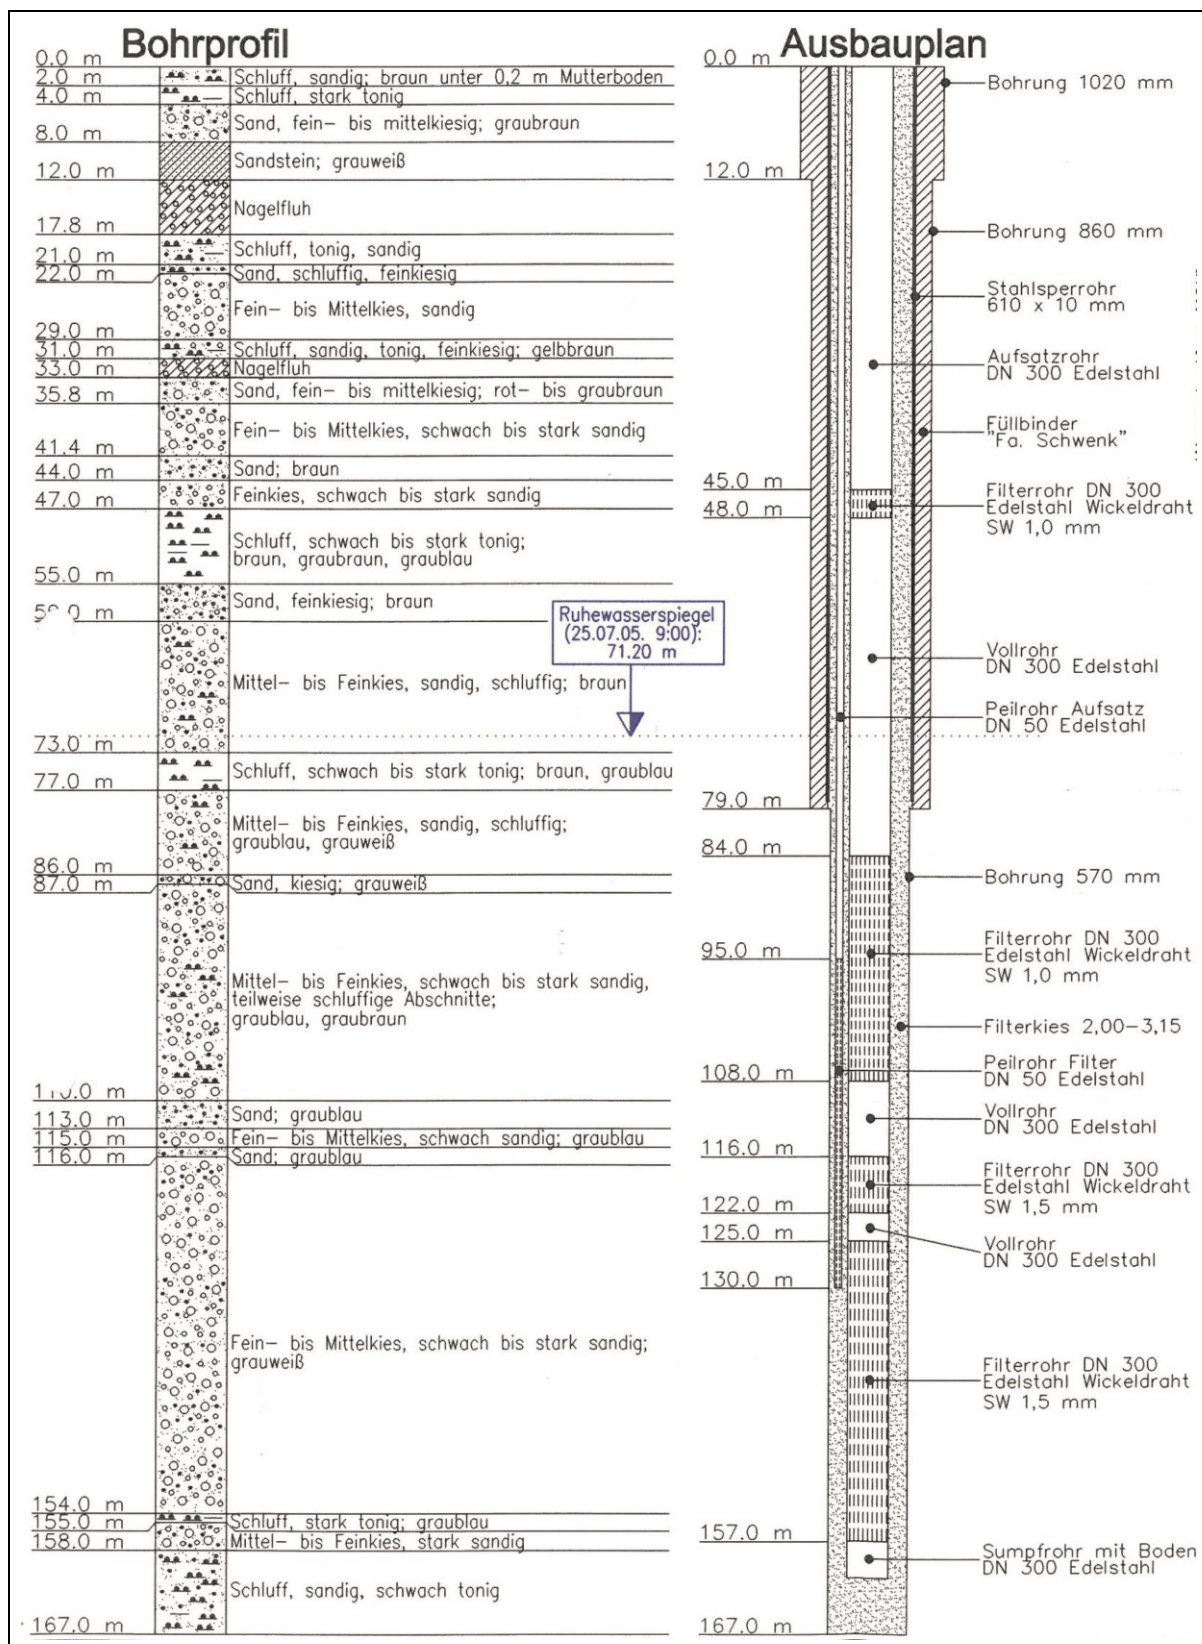 Bohrprofil
0.0 m
2.0 m
Schluff, sandig; braun unter 0,2 m Mutterboden
4.0 m
Schluff, stark tonig
8.0 m
Sand, fein– bis mittelkiesig; graubraun
12.0 m
Sandstein; grauweiß
17.8 m
Nagelfluh
21.0 m
Schluff, tonig, sandig
22.0 m
Sand, schluffig, feinkiesig
29.0 m
Fein– bis Mittelkies, sandig
31.0 m
Schluff, sandig, tonig, feinkiesig; gelbbraun
33.0 m
Nagelfluh
35.8 m
Sand, fein– bis mittelkiesig; rot– bis graubraun
41.4 m
Fein– bis Mittelkies, schwach bis stark sandig
44.0 m
Sand; braun
47.0 m
Feinkies, schwach bis stark sandig
55.0 m
Schluff, schwach bis stark tonig;
braun, graubraun, graublau
Sand, feinkiesig; braun
Ruhewasserspiegel
(25.07.05. 9:00):
71.20 m
Mittel– bis Feinkies, sandig, schluffig; braun
73.0 m
77.0 m
Schluff, schwach bis stark tonig; braun, graublau
86.0 m
Mittel– bis Feinkies, sandig, schluffig;
graublau, grauweiß
87.0 m
Sand, kiesig; grauweiß
Mittel– bis Feinkies, schwach bis stark sandig,
teilweise schluffige Abschnitte;
graublau, graubraun
113.0 m
Sand; graublau
115.0 m
Fein– bis Mittelkies, schwach sandig; graublau
116.0 m
Sand; graublau
154.0 m
Fein– bis Mittelkies, schwach bis stark sandig;
grauweiß
155.0 m
Schluff, stark tonig; graublau
158.0 m
Mittel– bis Feinkies, stark sandig
167.0 m
Schluff, sandig, schwach tonig
Ausbauplan
0.0 m
Bohrung 1020 mm
12.0 m
Bohrung 860 mm
Stahlsperrohr
610 x 10 mm
Aufsatzrohr
DN 300 Edelstahl
Füllbinder
"Fa. Schwenk"
45.0 m
48.0 m
Filterrohr DN 300
Edelstahl Wickeldraht
SW 1,0 mm
Vollrohr
DN 300 Edelstahl
Peilrohr Aufsatz
DN 50 Edelstahl
79.0 m
84.0 m
Bohrung 570 mm
95.0 m
Filterrohr DN 300
Edelstahl Wickeldraht
SW 1,0 mm
Filterkies 2,00–3,15
108.0 m
Peilrohr Filter
DN 50 Edelstahl
Vollrohr
DN 300 Edelstahl
116.0 m
Filterrohr DN 300
Edelstahl Wickeldraht
SW 1,5 mm
122.0 m
125.0 m
Vollrohr
DN 300 Edelstahl
130.0 m
Filterrohr DN 300
Edelstahl Wickeldraht
SW 1,5 mm
157.0 m
Sumpfrohr mit Boden
DN 300 Edelstahl
167.0 m